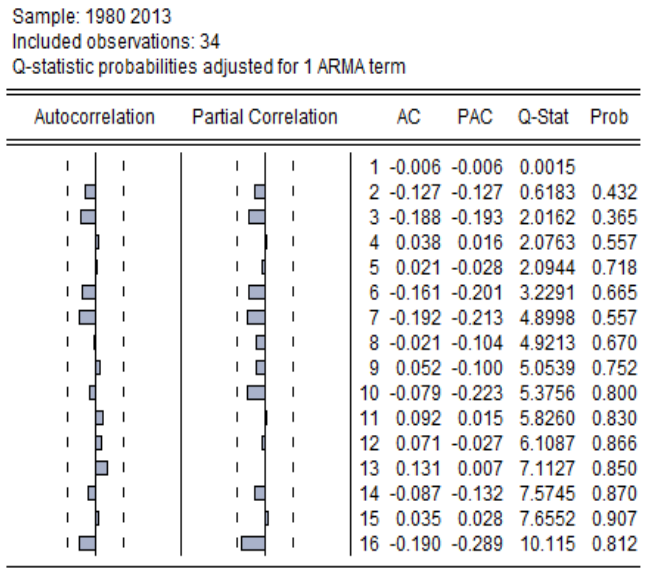 Sample: 1980 2013
Included observations: 34
Q-statistic probabilities adjusted for 1 ARMA term
Autocorrelation Partial Correlation AC PAC Q-Stat Prob
1 -0.006 -0.006 0.0015
2 -0.127 -0.127 0.6183 0.432
3 -0.188 -0.193 2.0162 0.365
4 0.038 0.016 2.0763 0.557
5 0.021 -0.028 2.0944 0.718
6 -0.161 -0.201 3.2291 0.665
7 -0.192 -0.213 4.8998 0.557
8 -0.021 -0.104 4.9213 0.670
9 0.052 -0.100 5.0539 0.752
10 -0.079 -0.223 5.3756 0.800
11 0.092 0.015 5.8260 0.830
12 0.071 -0.027 6.1087 0.866
13 0.131 0.007 7.1127 0.850
14 -0.087 -0.132 7.5745 0.870
15 0.035 0.028 7.6552 0.907
16 -0.190 -0.289 10.115 0.812